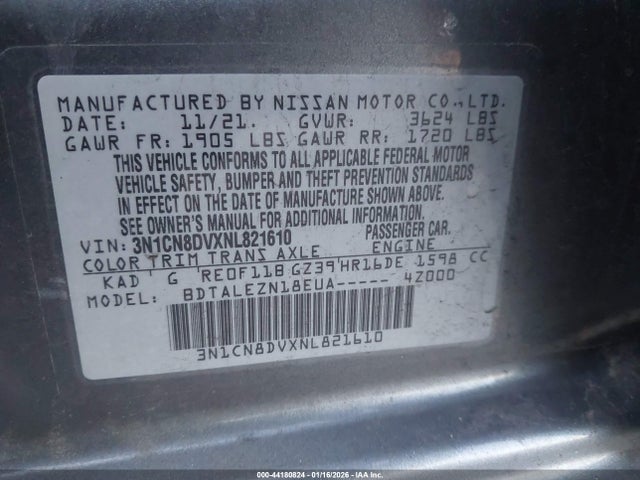 MANUFACTURED BY NISSAN MOTOR CO., LTD.
DATE: 11/21. GVWR: 3624 LBS
GAWR FR: 1905 LBS GAWR RR: 1720 LBS
THIS VEHICLE CONFORMS TO ALL APPLICABLE FEDERAL MOTOR
VEHICLE SAFETY, BUMPER AND THEFT PREVENTION STANDARDS
IN EFFECT ON THE DATE OF MANUFACTURE SHOWN ABOVE.
SEE OWNER'S MANUAL FOR ADDITIONAL INFORMATION.
VIN: 3N1CN8DVXNL821610 PASSENGER CAR.
COLOR TRIM TRANS AXLE ENGINE
KAD ' G ' RE0F11B GZ39 ' HR16DE 1598 CC
MODEL: BDTALEZN18EUA----- 4Z000
3N1CN8DVXNL821610
000-44180824 - 01/16/2026 - IAAI.COM